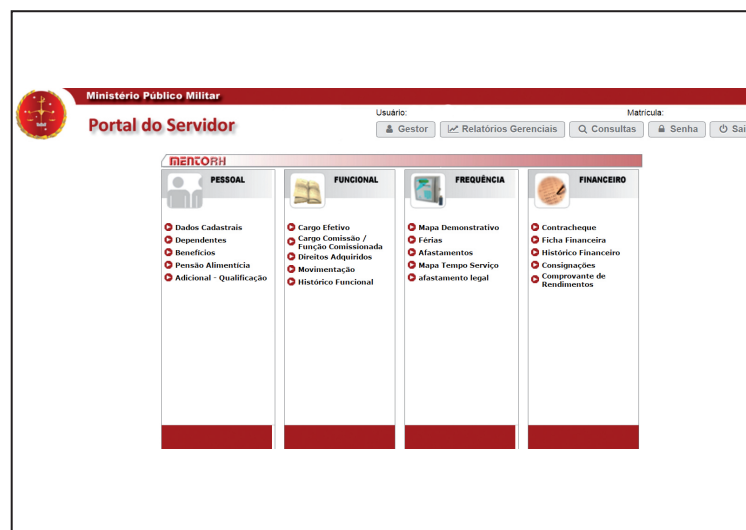 Ministério Público Militar
Portal do Servidor
Usuário:
Matrícula:
Gestor
Relatórios Gerenciais
Consultas
Senha
Sai
MENTORH
PESSOAL
Dados Cadastrais
Dependentes
Benefícios
Pensão Alimentícia
Adicional - Qualificação
FUNCIONAL
Cargo Efetivo
Cargo Comissão /
Função Comissionada
Direitos Adquiridos
Movimentação
Histórico Funcional
FREQUÊNCIA
Mapa Demonstrativo
Férias
Afastamentos
Mapa Tempo Serviço
afastamento legal
FINANCEIRO
Contracheque
Ficha Financeira
Histórico Financeiro
Consignações
Comprovante de
Rendimentos